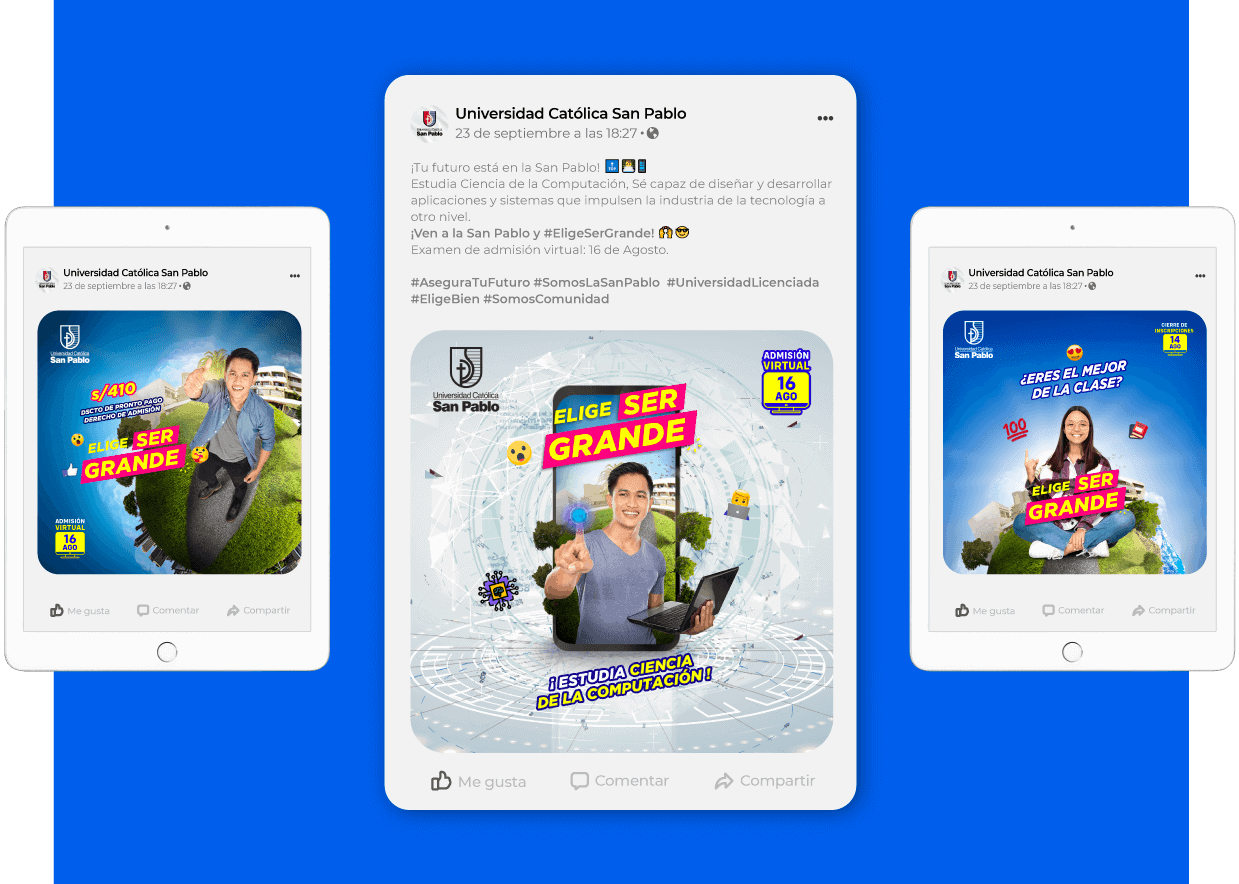 Universidad Católica San Pablo
23 de septiembre a las 18:27
¡Tu futuro está en la San Pablo!
Estudia Ciencia de la Computación, Sé capaz de diseñar y desarrollar
aplicaciones y sistemas que impulsen la industria de la tecnología a
otro nivel.
¡Ven a la San Pablo y #EligeSerGrande!
Examen de admisión virtual: 16 de Agosto.
#AseguraTuFuturo #SomosLaSanPablo #UniversidadLicenciada
#EligeBien #SomosComunidad
Universidad Católica
San Pablo
ADMISIÓN
VIRTUAL
16
AGO
ELIGE SER
GRANDE
¡ ESTUDIA CIENCIA
DE LA COMPUTACIÓN !
Me gusta
Comentar
Compartir
Universidad Católica San Pablo
23 de septiembre a las 18:27
Universidad Católica
San Pablo
s/410
DSCTO DE PRONTO PAGO
DERECHO DE ADMISIÓN
ELIGE SER
GRANDE
ADMISIÓN
VIRTUAL
16
AGO
Me gusta
Comentar
Compartir
Universidad Católica San Pablo
23 de septiembre a las 18:27
Universidad Católica
San Pablo
CIERRE DE
INSCRIPCIONES
14
AGO
¿ERES EL MEJOR
DE LA CLASE?
100
ELIGE SER
GRANDE
Me gusta
Comentar
Compartir